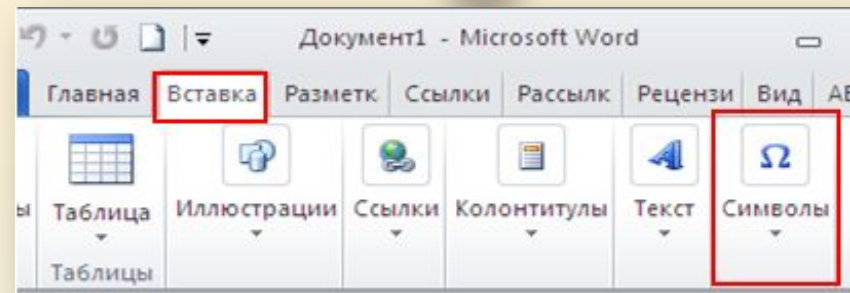 Документ1 - Microsoft Word
Главная Вставка Разметк Ссылки Рассылк Рецензи Вид
Таблица Иллюстрации Ссылки Колонтитулы Текст Символы
Таблицы